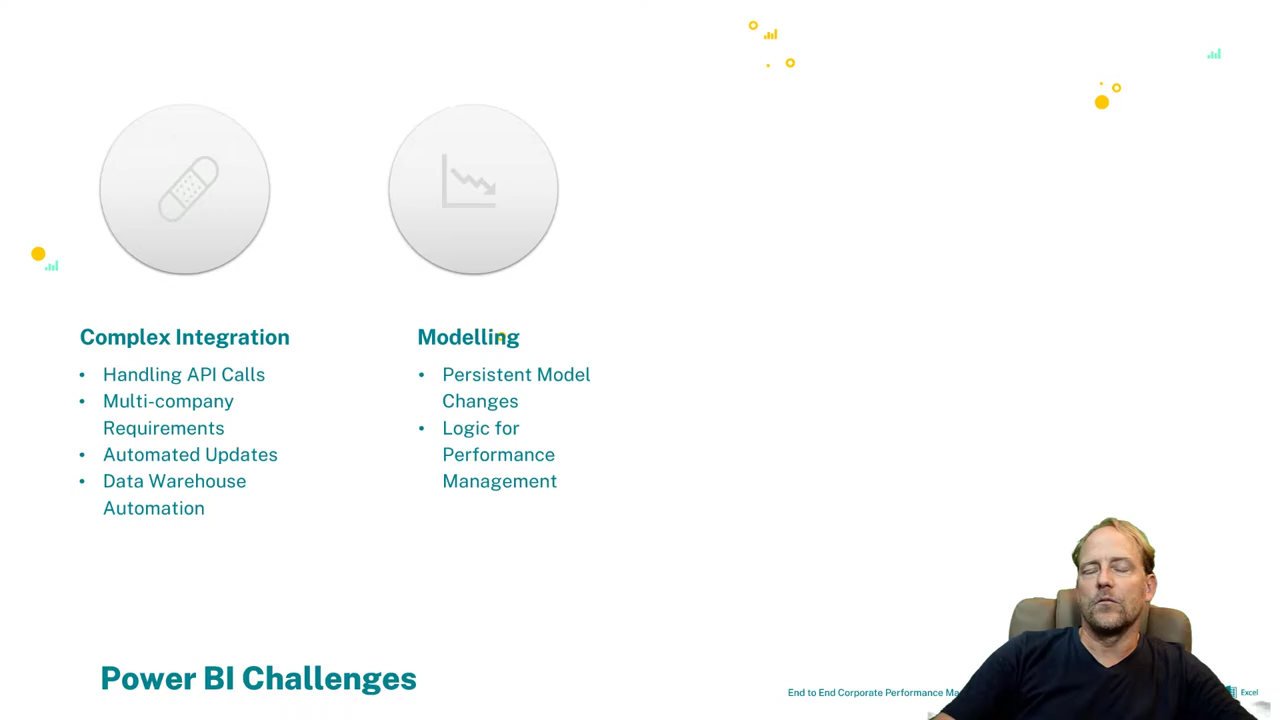 Complex Integration
• Handling API Calls
• Multi-company
Requirements
• Automated Updates
• Data Warehouse
Automation
Modelling
• Persistent Model
Changes
• Logic for
Performance
Management
Power BI Challenges
End to End Corporate Performance
Excel